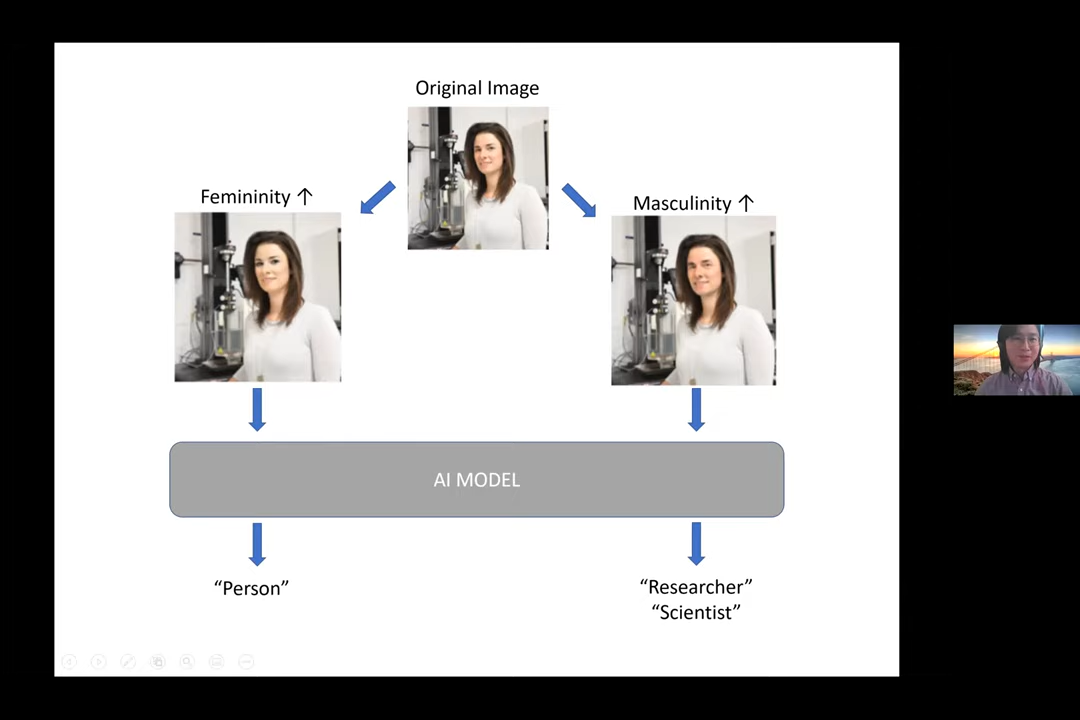 Original Image
Femininity ↑
Masculinity ↑
AI MODEL
“Person”
“Researcher”
“Scientist”